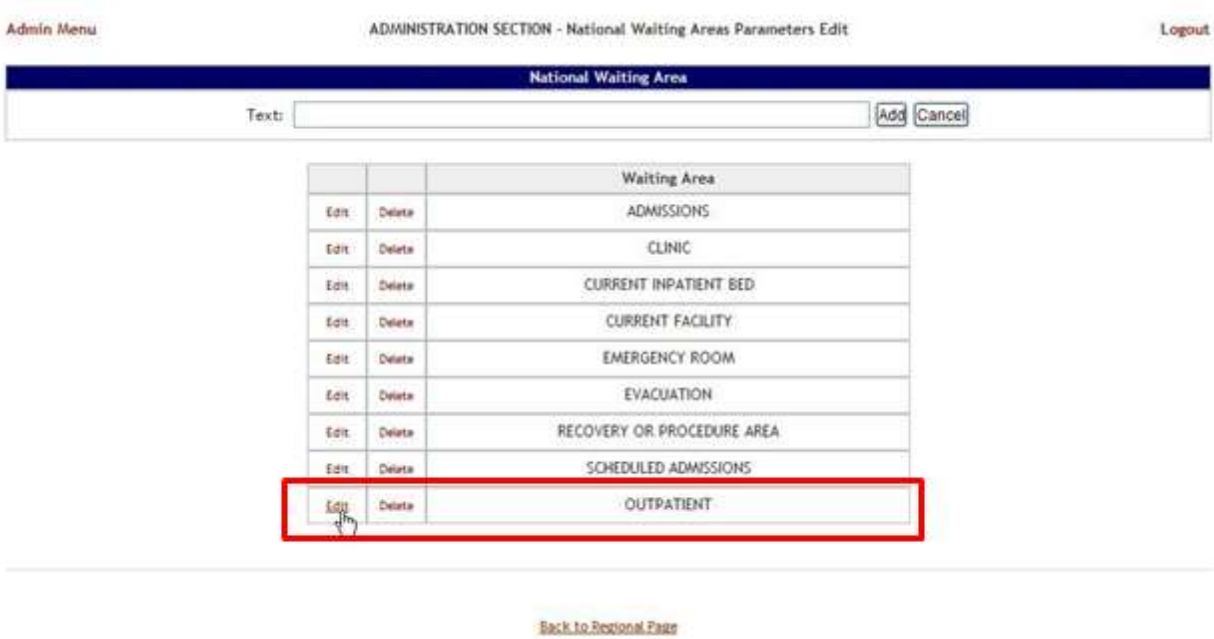 Admin Menu ADMINISTRATION SECTION - National Waiting Areas Parameters Edit Logout
National Waiting Area
Text: Add Cancel
Waiting Area
Edit Delete ADMISSIONS
Edit Delete CLINIC
Edit Delete CURRENT INPATIENT BED
Edit Delete CURRENT FACILITY
Edit Delete EMERGENCY ROOM
Edit Delete EVACUATION
Edit Delete RECOVERY OR PROCEDURE AREA
Edit Delete SCHEDULED ADMISSIONS
Edit Delete OUTPATIENT
Back to Regional Page